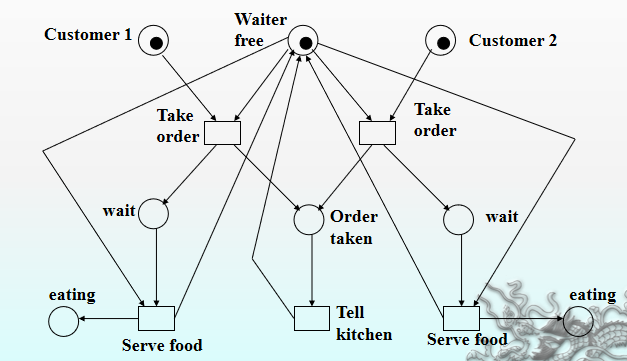 Customer 1
Waiter
free
Customer 2
Take
order
Take
order
wait
Order
taken
wait
eating
Tell
kitchen
eating
Serve food
Serve food